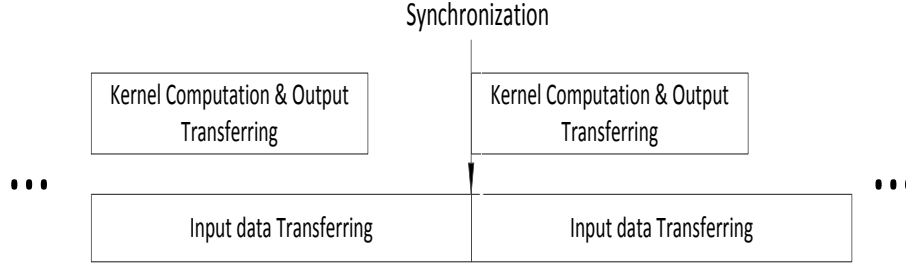 Synchronization
Kernel Computation & Output
Transferring
Kernel Computation & Output
Transferring
...
...
Input data Transferring
Input data Transferring